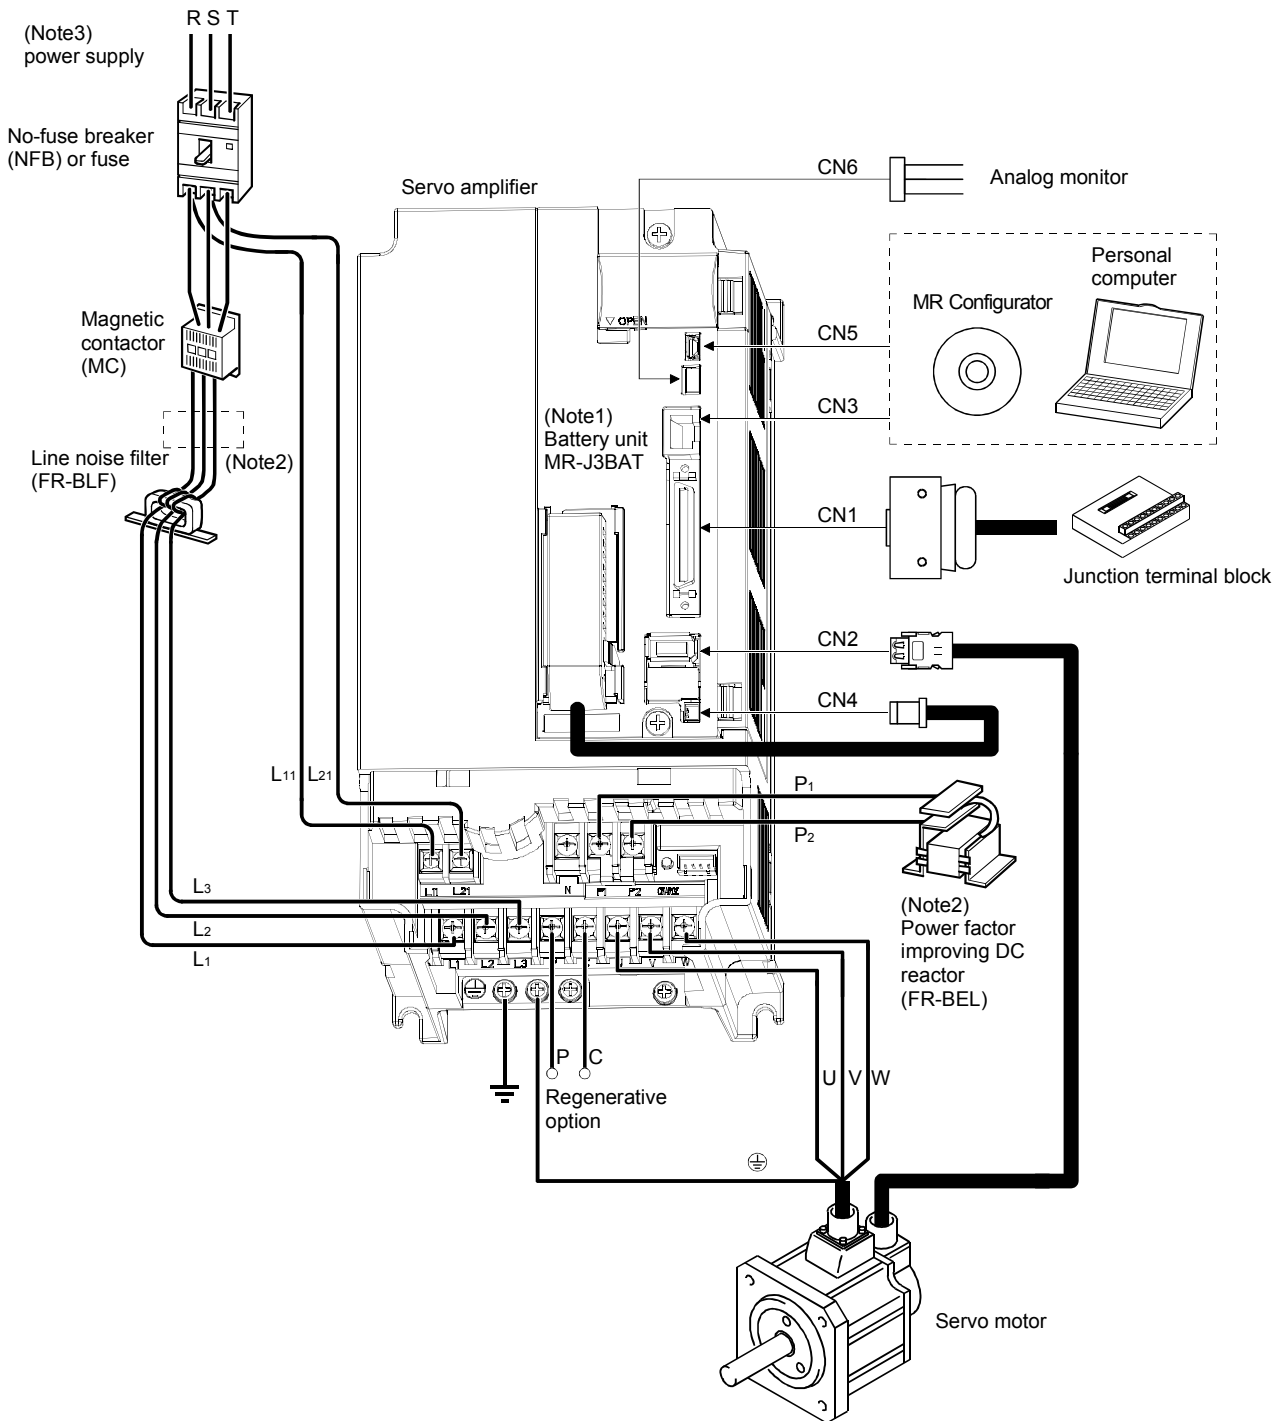 R S T
(Note3)
power supply
No-fuse breaker
(NFB) or fuse
Servo amplifier
CN6
Analog monitor
Personal
computer
MR Configurator
Magnetic
contactor
(MC)
▽ OPEN
CN5
CN3
(Note1)
Battery unit
MR-J3BAT
Line noise filter
(FR-BLF)
(Note2)
CN1
Junction terminal block
CN2
CN4
L11 L21
P1
P2
L3
L2
L1
L11 L21 N P1 P2 CHARGE
L1 L2 L3 V W
(Note2)
Power factor
improving DC
reactor
(FR-BEL)
P C
Regenerative
option
U V W
Servo motor